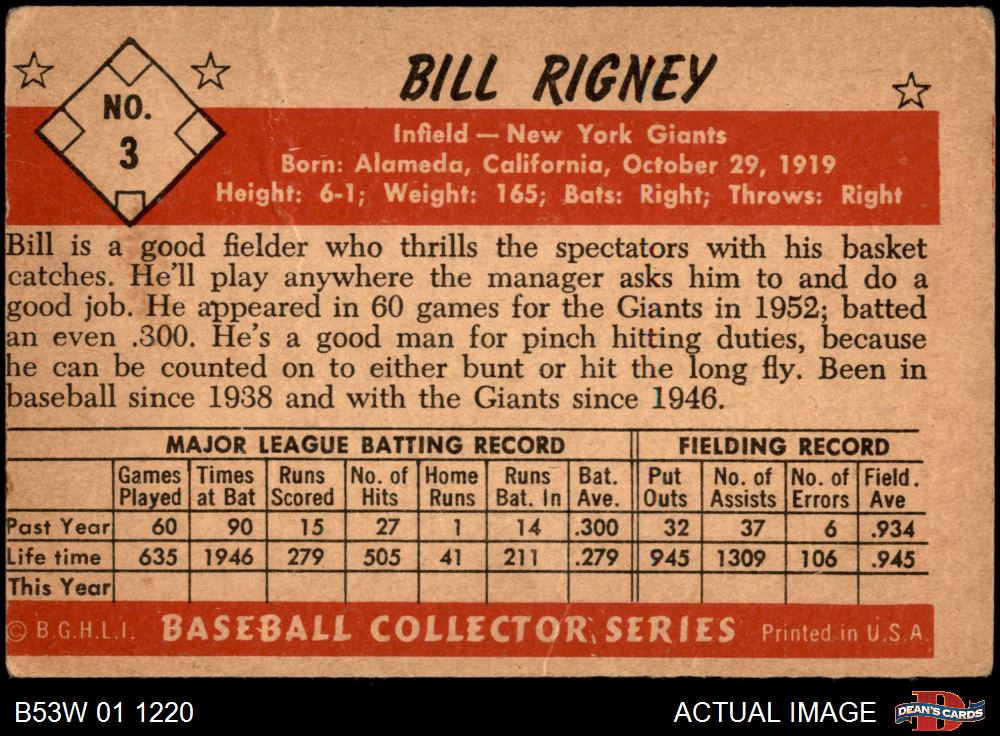 BILL RIGNEY
NO.
3
Infield — New York Giants
Born: Alameda, California, October 29, 1919
Height: 6-1; Weight: 165; Bats: Right; Throws: Right
Bill is a good fielder who thrills the spectators with his basket
catches. He'll play anywhere the manager asks him to and do a
good job. He appeared in 60 games for the Giants in 1952; batted
an even .300. He's a good man for pinch hitting duties, because
he can be counted on to either bunt or hit the long fly. Been in
baseball since 1938 and with the Giants since 1946.
MAJOR LEAGUE BATTING RECORD FIELDING RECORD
Games Times Runs No. of Home Runs Bat. Put No. of No. of Field.
Played at Bat Scored Hits Runs Bat. In Ave. Outs Assists Errors Ave
Past Year 60 90 15 27 1 14 .300 32 37 6 .934
Life time 635 1946 279 505 41 211 .279 945 1309 106 .945
This Year
© B.G.H.L.I. BASEBALL COLLECTOR SERIES Printed in U.S.A.
B53W 01 1220 ACTUAL IMAGE DEAN'S CARDS